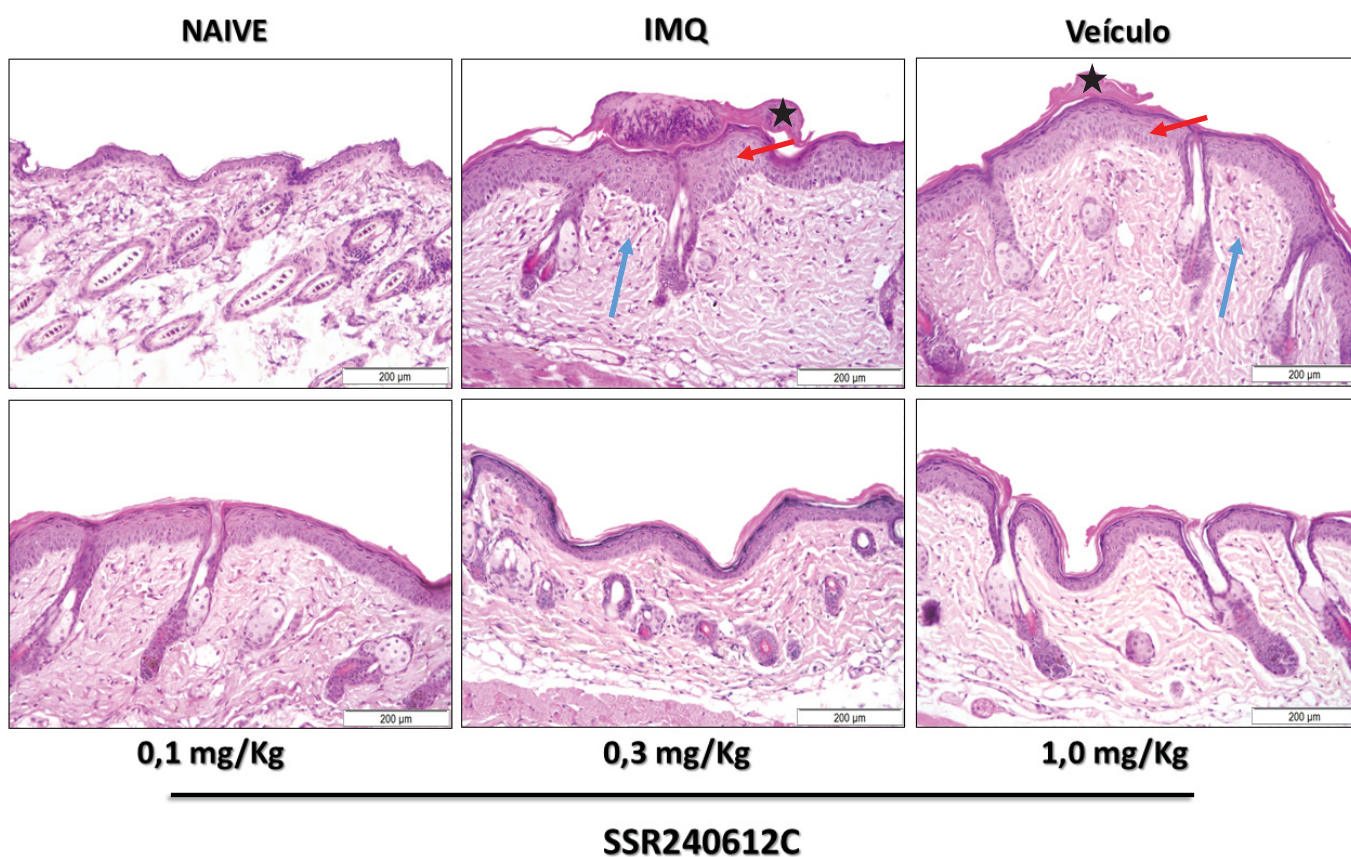 NAIVE
IMQ
Veículo
200 µm
200 µm
200 µm
200 µm
200 µm
200 µm
0,1 mg/Kg
0,3 mg/Kg
1,0 mg/Kg
SSR240612C